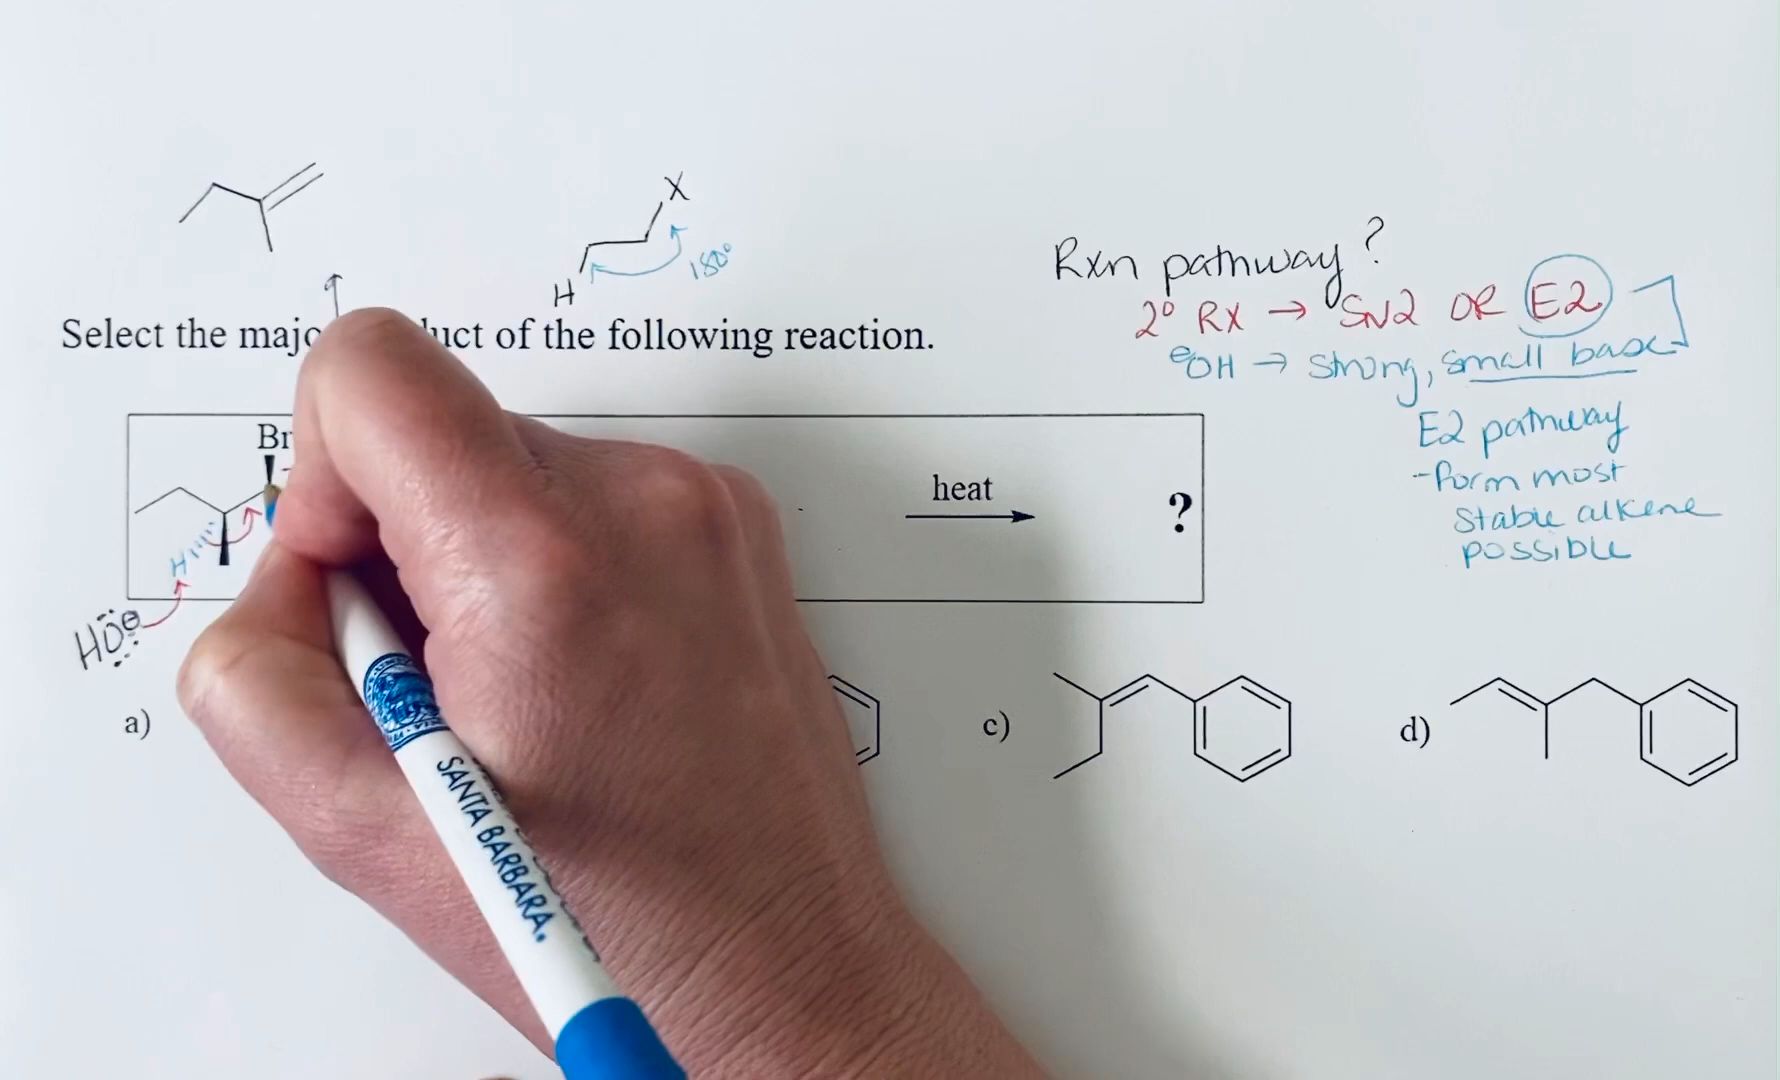 X
180°
H
Rxn pathway?
2° RX → SN2 OR E2
⊖OH → strong, small base
Select the majo uct of the following reaction.
E2 pathway
Br
-form most
stable alkene
possible
heat
?
H
HO⊖
a)
c)
d)
SANTA BARBARA.